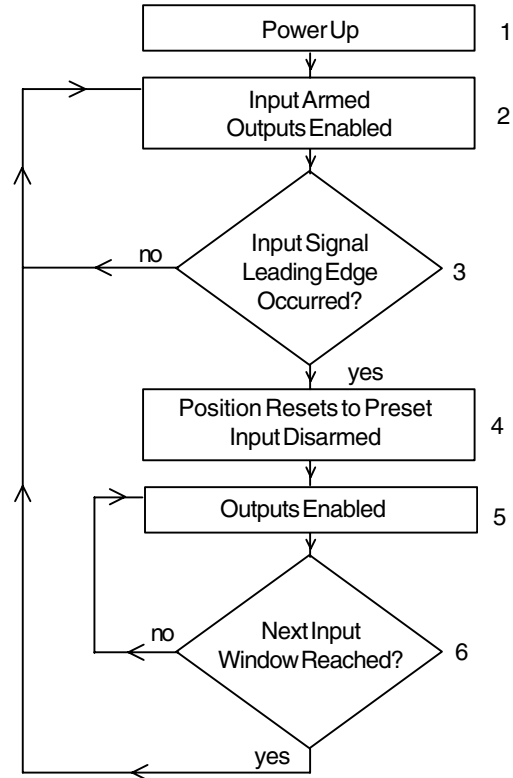 Power Up
1
Input Armed
Outputs Enabled
2
Input Signal
Leading Edge
Occurred?
3
no
yes
Position Resets to Preset
Input Disarmed
4
Outputs Enabled
5
no
Next Input
Window Reached?
6
yes